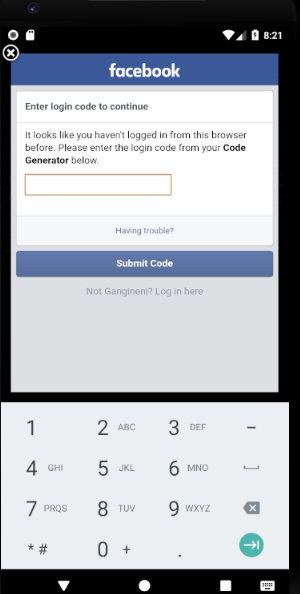 8:21
facebook
Enter login code to continue
It looks like you haven't logged in from this browser
before. Please enter the login code from your Code
Generator below.
Having trouble?
Submit Code
Not Gangineni? Log in here
1 2 ABC 3 DEF –
4 GHI 5 JKL 6 MNO
7 PRQS 8 TUV 9 WXYZ
* # 0 + .